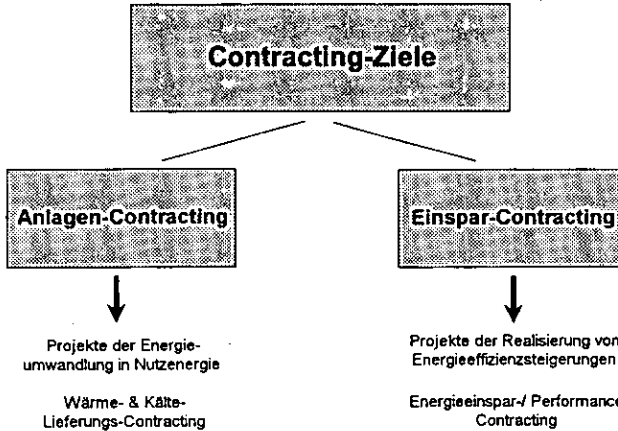 Contracting-Ziele
Anlagen-Contracting
Einspar-Contracting
Projekte der Energie-
umwandlung in Nutzenergie
Wärme- & Kälte-
Lieferungs-Contracting
Projekte der Realisierung von
Energieeffizienzsteigerungen
Energieeinspar-/ Performance
Contracting